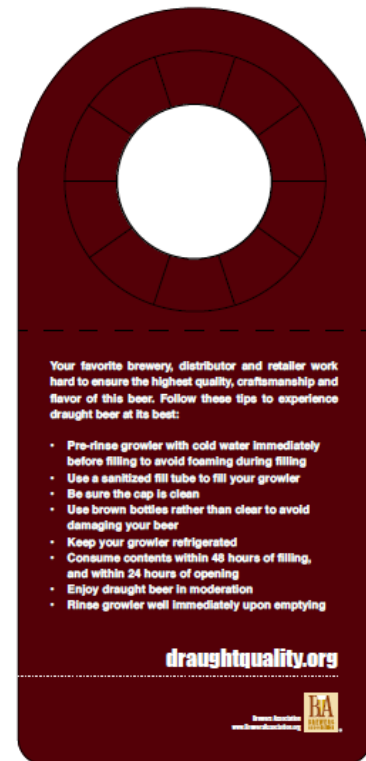 Your favorite brewery, distributor and retailer work
hard to ensure the highest quality, craftsmanship and
flavor of this beer. Follow these tips to experience
draught beer at its best:
• Pre-rinse growler with cold water immediately
before filling to avoid foaming during filling
• Use a sanitized fill tube to fill your growler
• Be sure the cap is clean
• Use brown bottles rather than clear to avoid
damaging your beer
• Keep your growler refrigerated
• Consume contents within 48 hours of filling,
and within 24 hours of opening
• Enjoy draught beer in moderation
• Rinse growler well immediately upon emptying
draughtquality.org
Brewers Association
www.BrewersAssociation.org
BA
BREWERS
ASSOCIATION